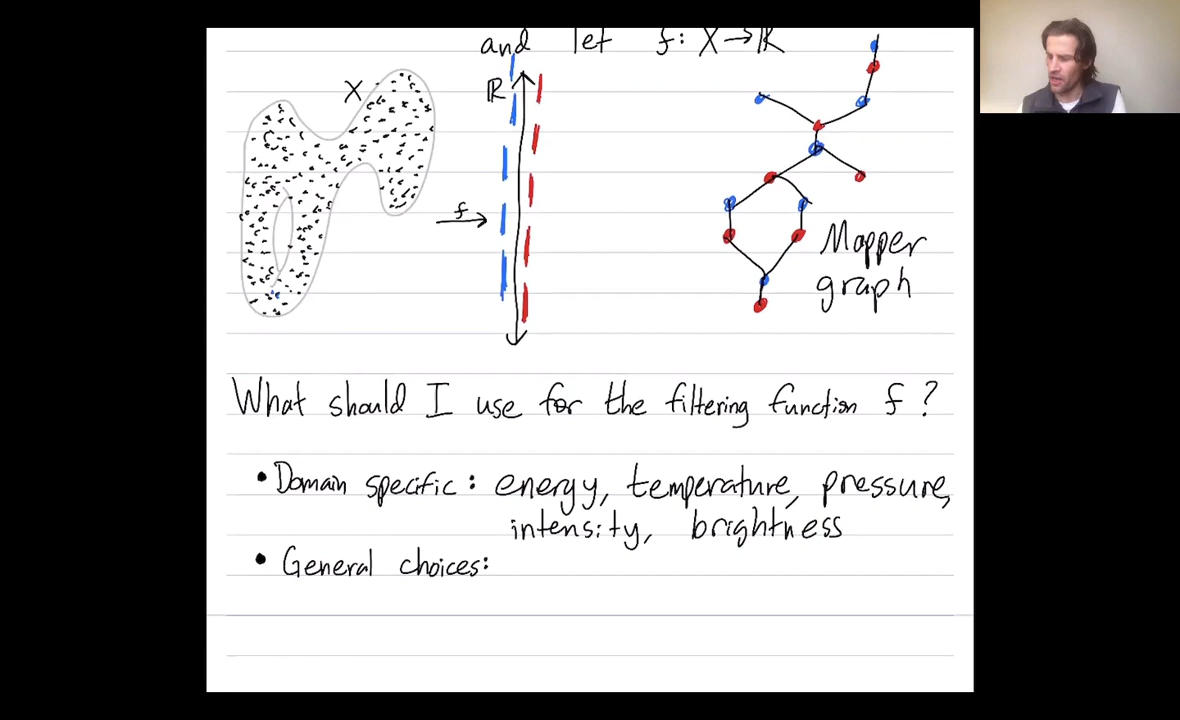 and let f: X→ℝ
X
ℝ
f
Mapper
graph
What should I use for the filtering function f?
• Domain specific: energy, temperature, pressure,
intensity, brightness
• General choices: